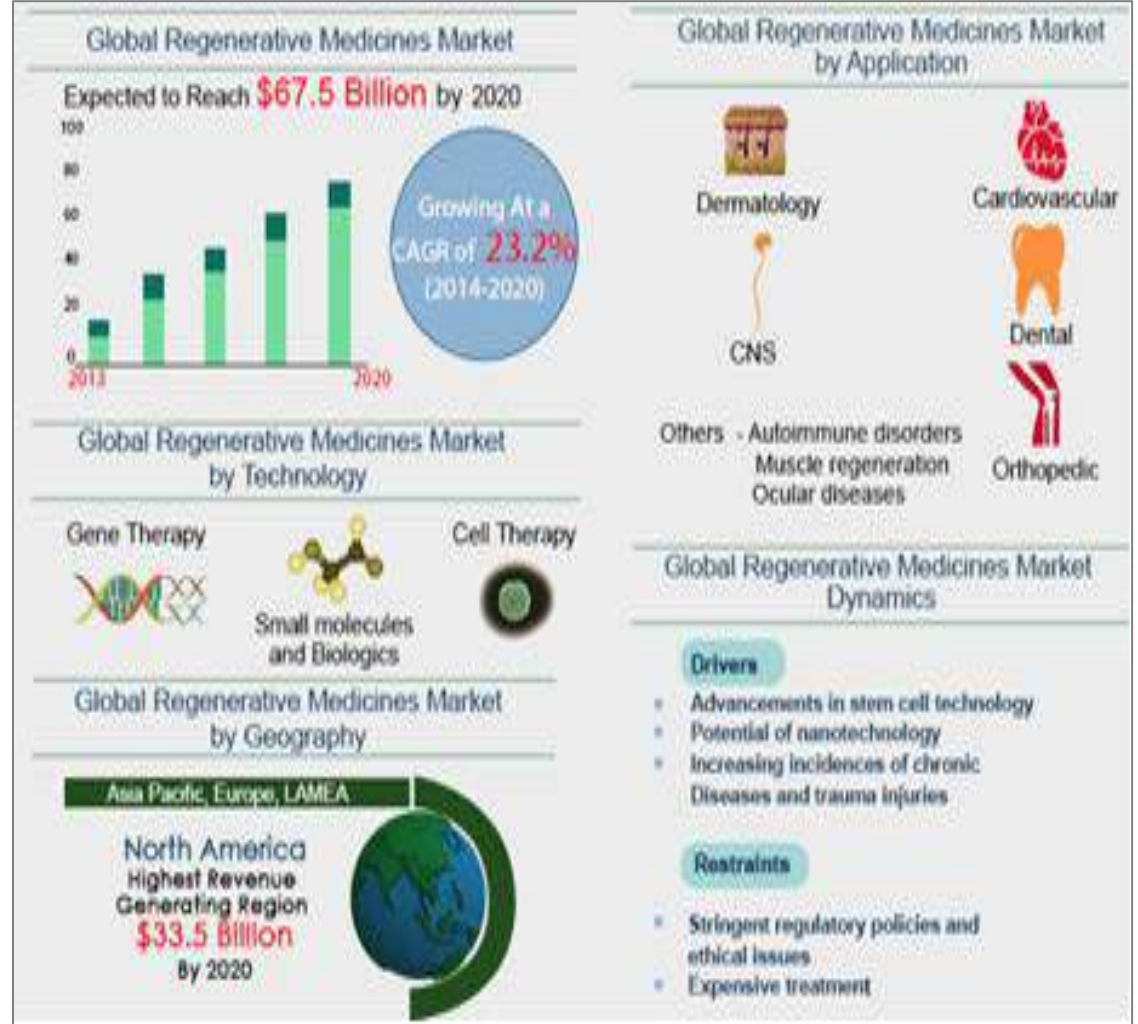 Global Regenerative Medicines Market
Expected to Reach $67.5 Billion by 2020
100
80
60
40
20
0
2013
2020
Growing At a
CAGR of 23.2%
(2014-2020)
Global Regenerative Medicines Market
by Technology
Gene Therapy
Small molecules
and Biologics
Cell Therapy
Global Regenerative Medicines Market
by Geography
Asia Pacific, Europe, LAMEA
North America
Highest Revenue
Generating Region
$33.5 Billion
By 2020
Global Regenerative Medicines Market
by Application
Dermatology
Cardiovascular
CNS
Dental
Others - Autoimmune disorders
Muscle regeneration
Ocular diseases
Orthopedic
Global Regenerative Medicines Market
Dynamics
Drivers
Advancements in stem cell technology
Potential of nanotechnology
Increasing incidences of chronic
Diseases and trauma injuries
Restraints
Stringent regulatory policies and
ethical issues
Expensive treatment